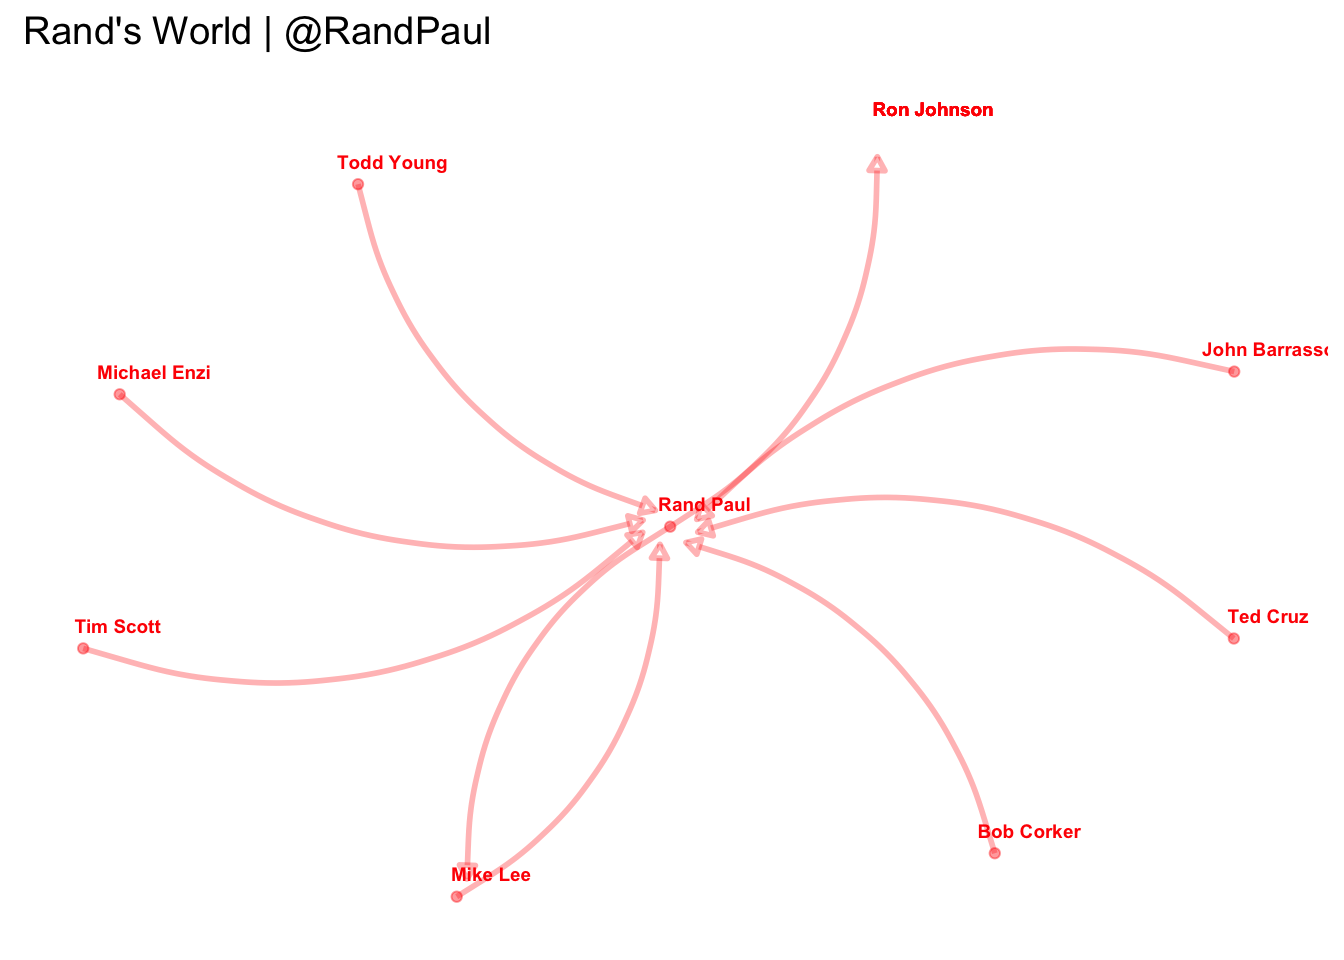 Rand's World | @RandPaul
Ron Johnson
Todd Young
John Barrasso
Michael Enzi
Rand Paul
Ted Cruz
Tim Scott
Bob Corker
Mike Lee